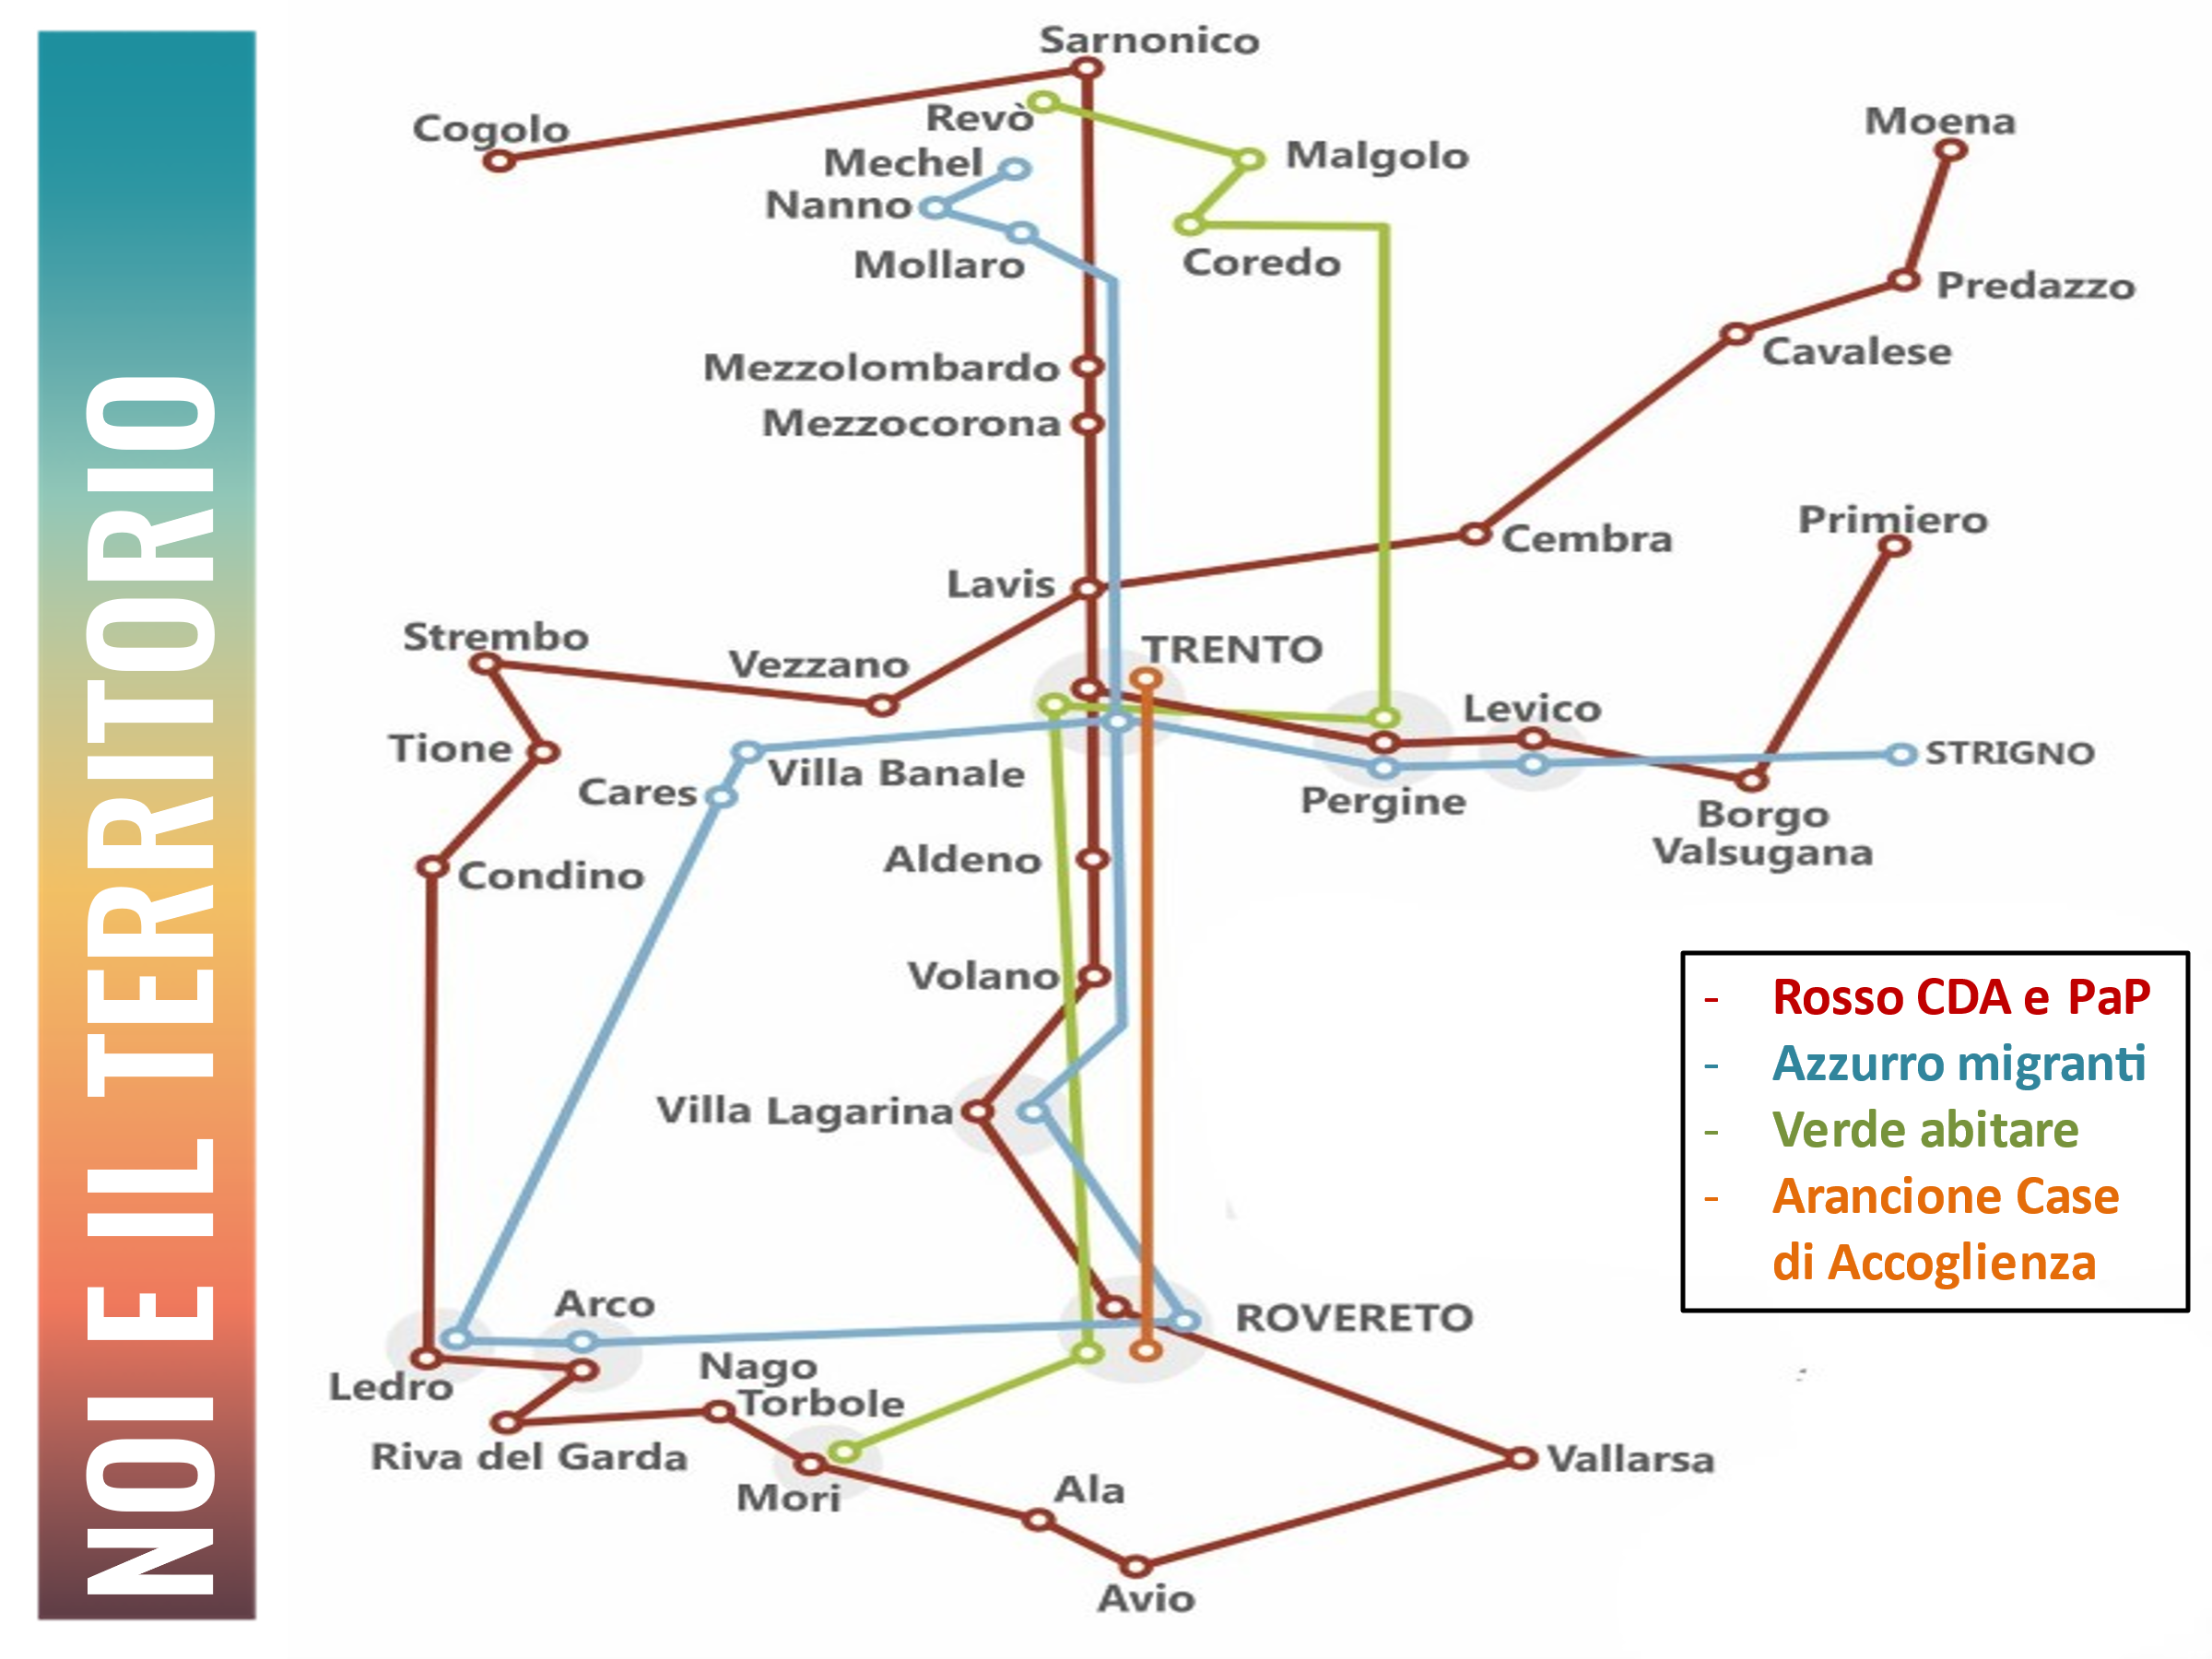 NOI E IL TERRITORIO
Sarnonico
Cogolo
Revò
Moena
Mechel
Malgolo
Nanno
Mollaro
Coredo
Predazzo
Cavalese
Mezzolombardo
Mezzocorona
Primiero
Cembra
Lavis
Strembo
Vezzano
TRENTO
Levico
Tione
Villa Banale
STRIGNO
Cares
Pergine
Borgo
Valsugana
Aldeno
Condino
Volano
- Rosso CDA e PaP
- Azzurro migranti
- Verde abitare
- Arancione Case
di Accoglienza
Villa Lagarina
Arco
ROVERETO
Nago
Torbole
Ledro
Riva del Garda
Mori
Ala
Vallarsa
Avio